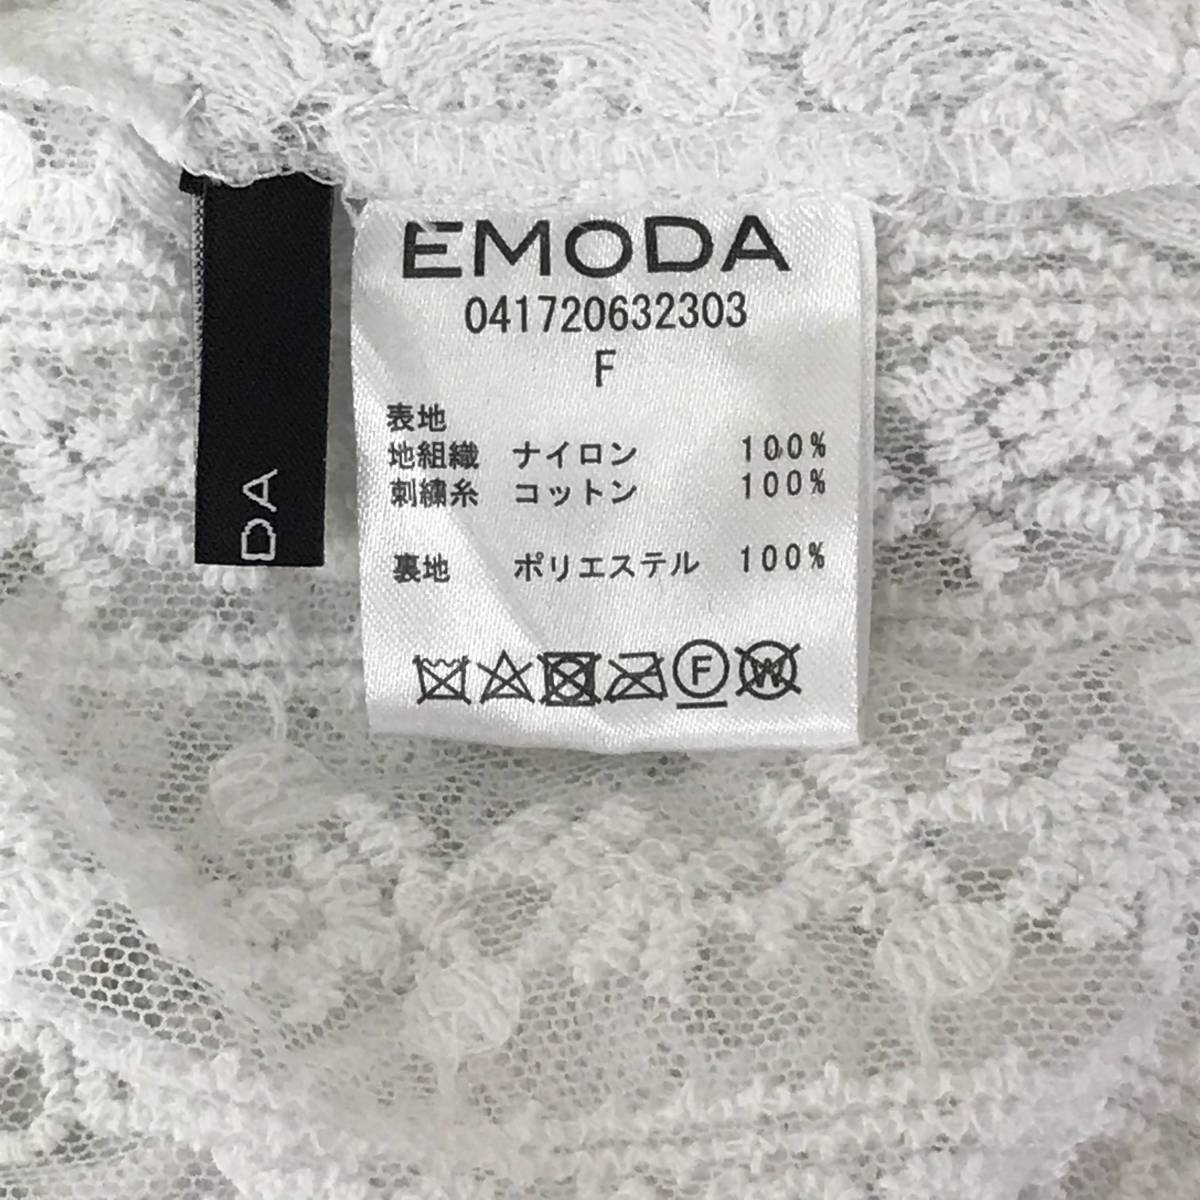 EMODA
041720632303
F
表地
地組織 ナイロン 100%
刺繍糸 コットン 100%
裏地 ポリエステル 100%
F W
DA